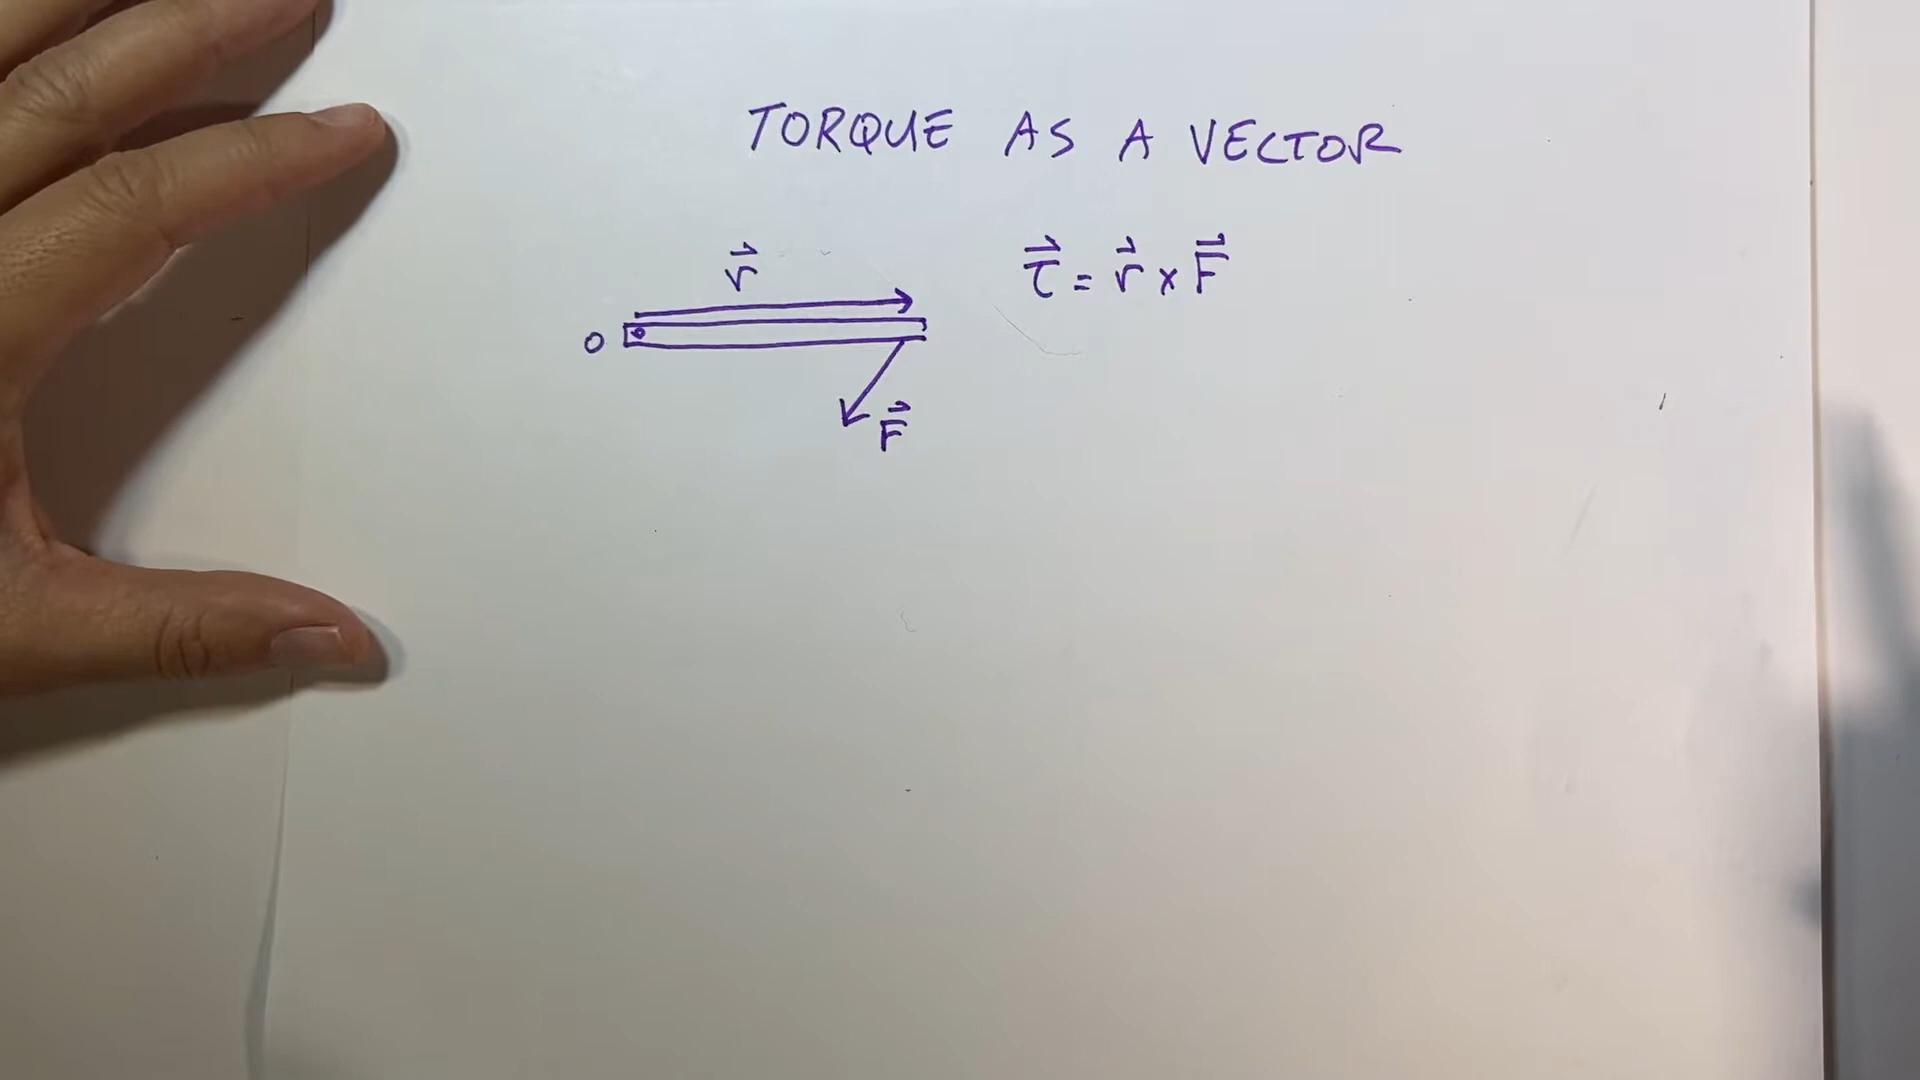 TORQUE AS A VECTOR
r⃗
τ⃗ = r⃗ × F⃗
O
F⃗